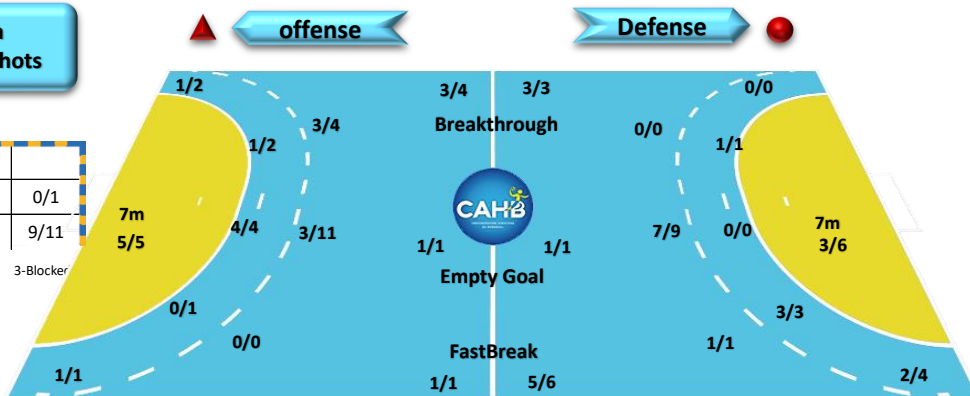 offense
Defense
hots
1/2
3/4
3/3
0/0
3/4
Breakthrough
0/0
1/2
1/1
0/1
9/11
CAHB
7m
5/5
4/4
3/11
7/9
0/0
7m
3/6
1/1
1/1
Empty Goal
3-Blocked
0/1
3/3
0/0
1/1
FastBreak
1/1
1/1
5/6
2/4